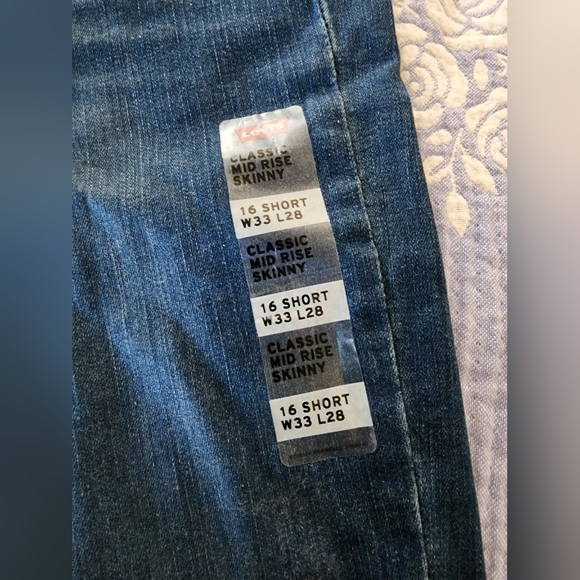 Levi's
CLASSIC
MID RISE
SKINNY
16 SHORT
W33 L28
CLASSIC
MID RISE
SKINNY
16 SHORT
W33 L28
CLASSIC
MID RISE
SKINNY
16 SHORT
W33 L28